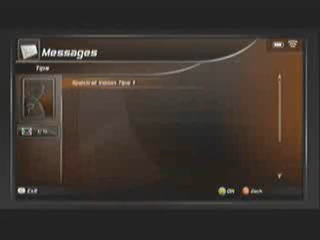 Messages
Tips
Spectral Vision Tips 1
Exit
OK
Back